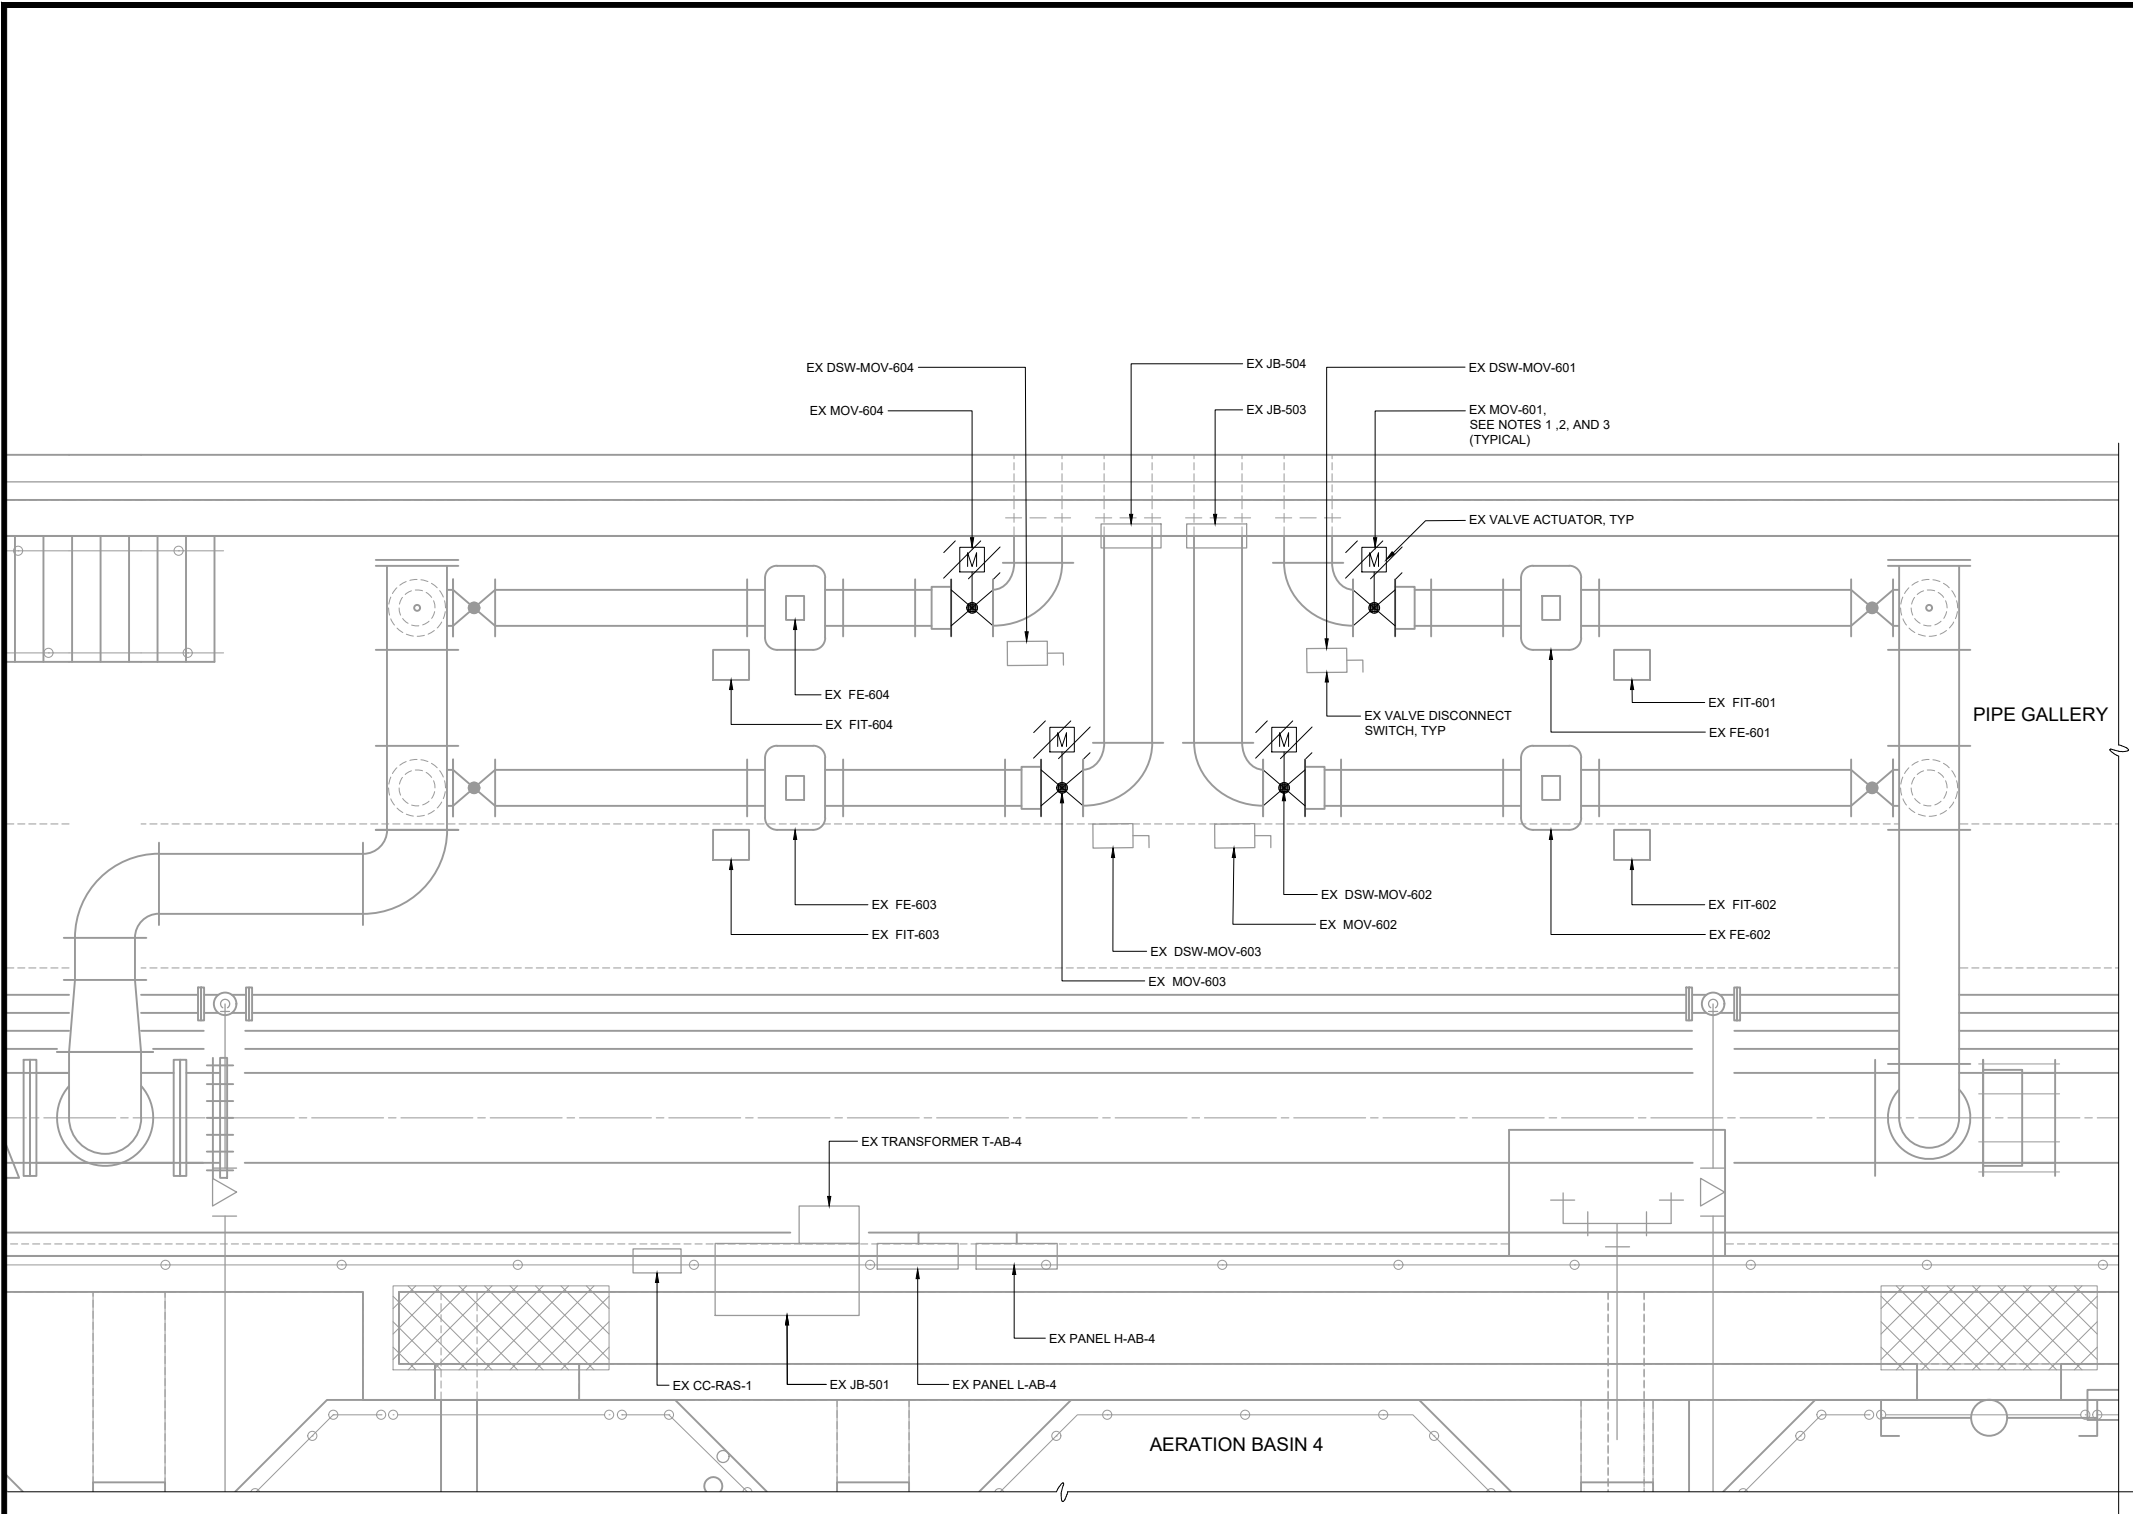 EX DSW-MOV-604
EX JB-504
EX DSW-MOV-601
EX MOV-604
EX JB-503
EX MOV-601,
SEE NOTES 1 ,2, AND 3
(TYPICAL)
EX VALVE ACTUATOR, TYP
M
M
EX FE-604
EX FIT-604
EX FIT-601
EX VALVE DISCONNECT
SWITCH, TYP
PIPE GALLERY
EX FE-601
M
M
EX DSW-MOV-602
EX FE-603
EX FIT-602
EX MOV-602
EX FIT-603
EX FE-602
EX DSW-MOV-603
EX MOV-603
EX TRANSFORMER T-AB-4
EX PANEL H-AB-4
EX CC-RAS-1
EX JB-501
EX PANEL L-AB-4
AERATION BASIN 4